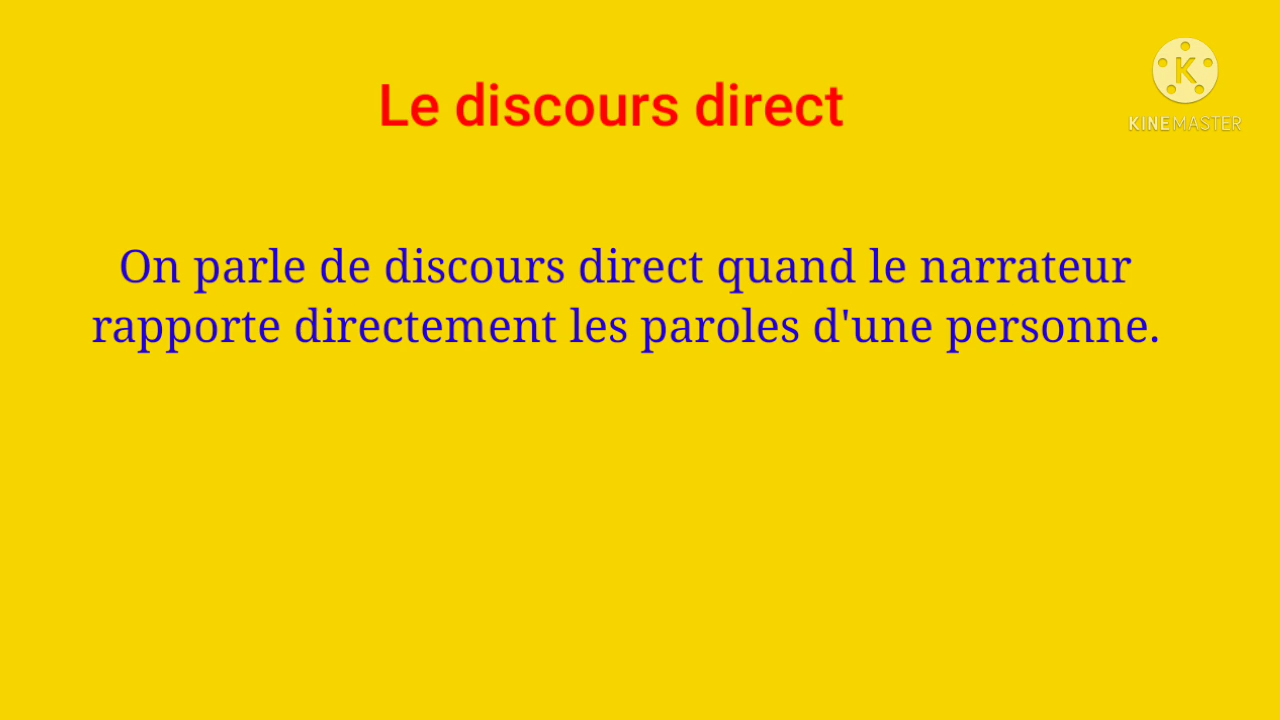 K
KINEMASTER
Le discours direct
On parle de discours direct quand le narrateur
rapporte directement les paroles d'une personne.